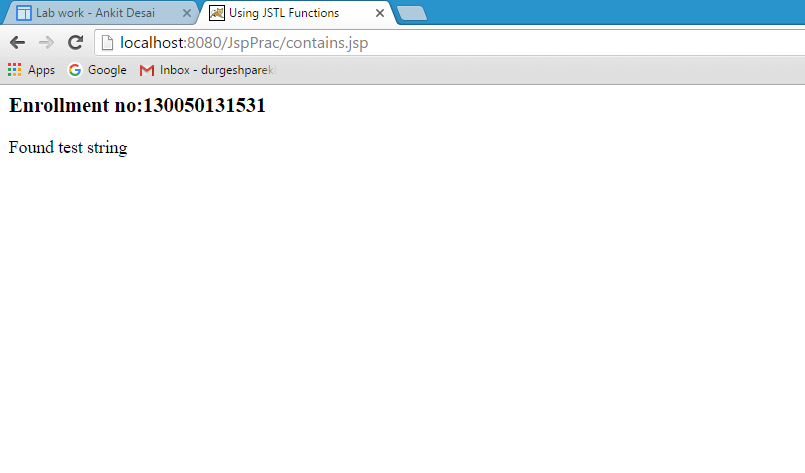 Lab work - Ankit Desai
Using JSTL Functions
localhost:8080/JspPrac/contains.jsp
Apps
Google
Inbox - durgeshparek
Enrollment no:130050131531
Found test string